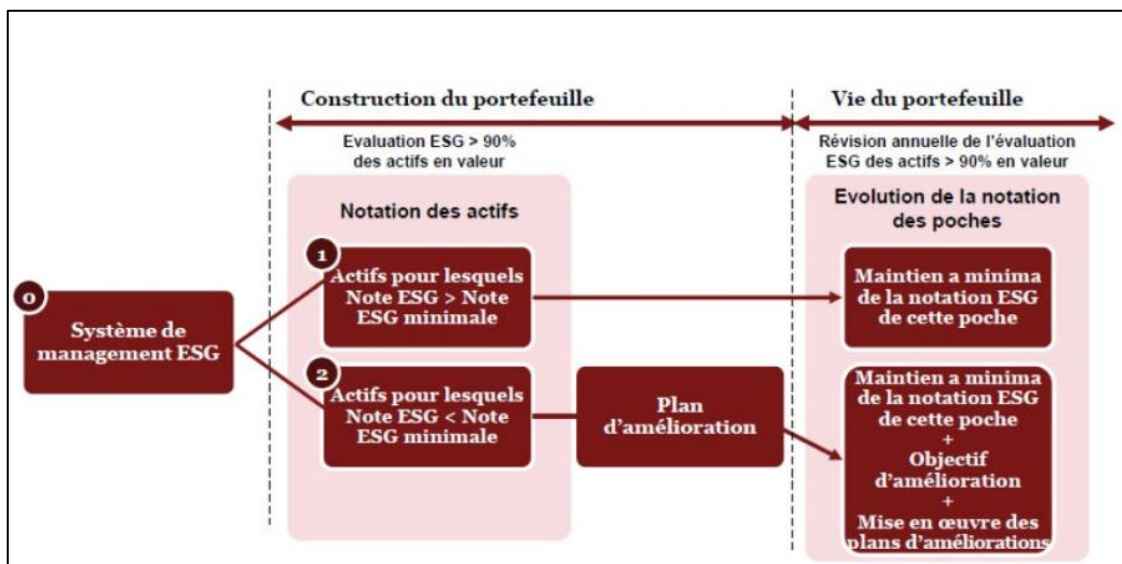 Construction du portefeuille
Vie du portefeuille
Evaluation ESG > 90%
des actifs en valeur
Révision annuelle de l'évaluation
ESG des actifs > 90% en valeur
Notation des actifs
Evolution de la notation
des poches
0
Système de
management ESG
1
Actifs pour lesquels
Note ESG > Note
ESG minimale
Maintien a minima
de la notation ESG
de cette poche
2
Actifs pour lesquels
Note ESG < Note
ESG minimale
Plan
d'amélioration
Maintien a minima
de la notation ESG
de cette poche
+
Objectif
d'amélioration
+
Mise en œuvre des
plans d'améliorations